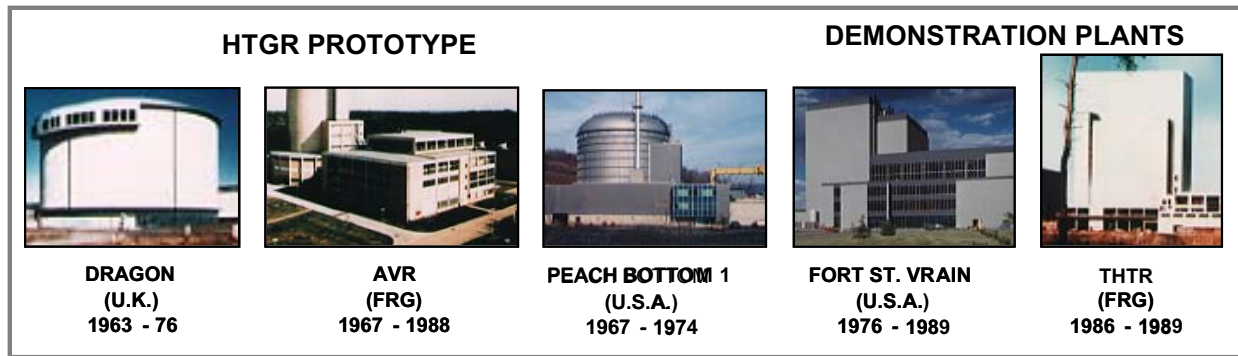 HTGR PROTOTYPE
DEMONSTRATION PLANTS
DRAGON
(U.K.)
1963 - 76
AVR
(FRG)
1967 - 1988
PEACH BOTTOM 1
(U.S.A.)
1967 - 1974
FORT ST. VRAIN
(U.S.A.)
1976 - 1989
THTR
(FRG)
1986 - 1989